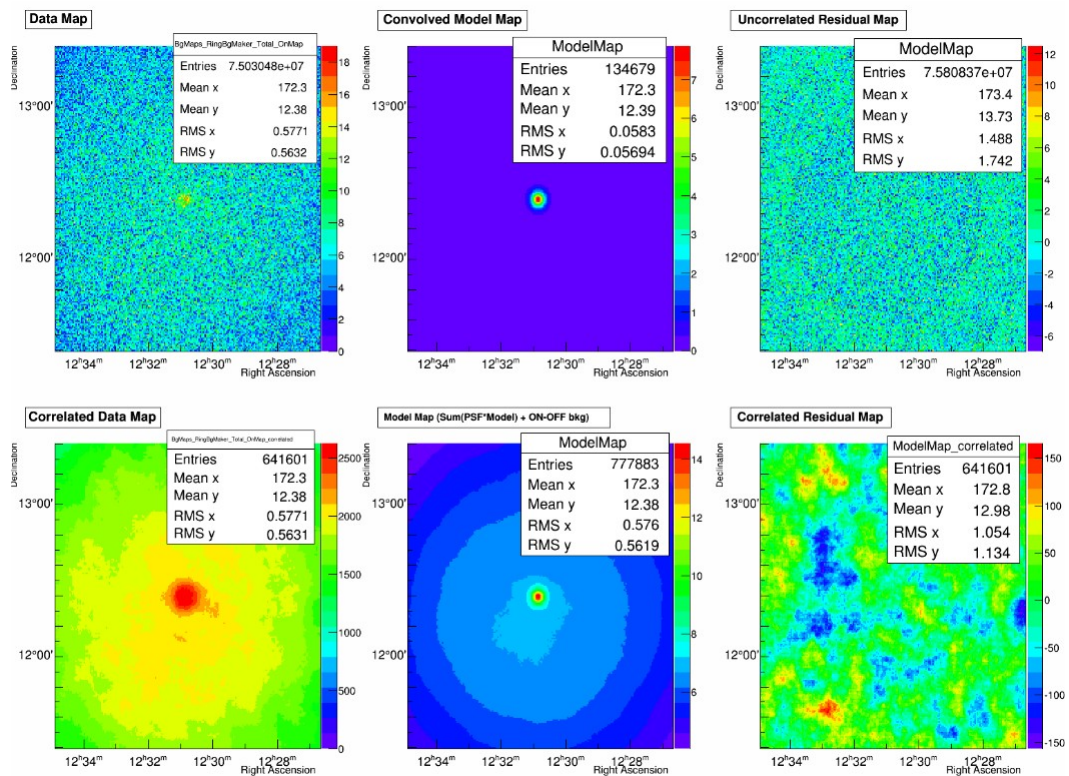 Data Map
BgMaps_RingBgMaker_Total_OnMap
Entries 7.503048e+07
Mean x 172.3
Mean y 12.38
RMS x 0.5771
RMS y 0.5632
Declination
13°00'
12°00'
12h34m 12h32m 12h30m 12h28m
Right Ascension
18
16
14
12
10
8
6
4
2
0
Convolved Model Map
ModelMap
Entries 134679
Mean x 172.3
Mean y 12.39
RMS x 0.0583
RMS y 0.05694
Declination
13°00'
12°00'
12h34m 12h32m 12h30m 12h28m
Right Ascension
7
6
5
4
3
2
1
0
Uncorrelated Residual Map
ModelMap
Entries 7.580837e+07
Mean x 173.4
Mean y 13.73
RMS x 1.488
RMS y 1.742
Declination
13°00'
12°00'
12h34m 12h32m 12h30m 12h28m
Right Ascension
12
10
8
6
4
2
0
-2
-4
-6
Correlated Data Map
BgMaps_RingBgMaker_Total_OnMap_correlated
Entries 641601
Mean x 172.3
Mean y 12.38
RMS x 0.5771
RMS y 0.5631
Declination
13°00'
12°00'
12h34m 12h32m 12h30m 12h28m
Right Ascension
2500
2000
1500
1000
500
0
Model Map (Sum(PSF*Model) + ON-OFF bkg)
ModelMap
Entries 777883
Mean x 172.3
Mean y 12.38
RMS x 0.576
RMS y 0.5619
Declination
13°00'
12°00'
12h34m 12h32m 12h30m 12h28m
Right Ascension
14
12
10
8
6
Correlated Residual Map
ModelMap_correlated
Entries 641601
Mean x 172.8
Mean y 12.98
RMS x 1.054
RMS y 1.134
Declination
13°00'
12°00'
12h34m 12h32m 12h30m 12h28m
Right Ascension
150
100
50
0
-50
-100
-150